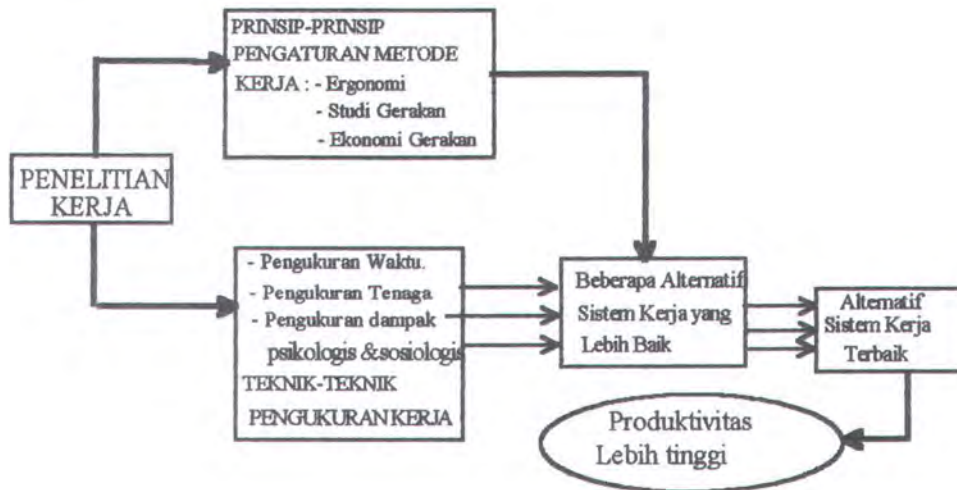 PRINSIP-PRINSIP
PENGATURAN METODE
KERJA : - Ergonomi
- Studi Gerakan
- Ekonomi Gerakan
PENELITIAN
KERJA
- Pengukuran Waktu.
- Pengukuran Tenaga
- Pengukuran dampak
psikologis &sosiologis
TEKNIK-TEKNIK
PENGUKURAN KERJA
Beberapa Alternatif
Sistem Kerja yang
Lebih Baik
Alternatif
Sistem Kerja
Terbaik
Produktivitas
Lebih tinggi